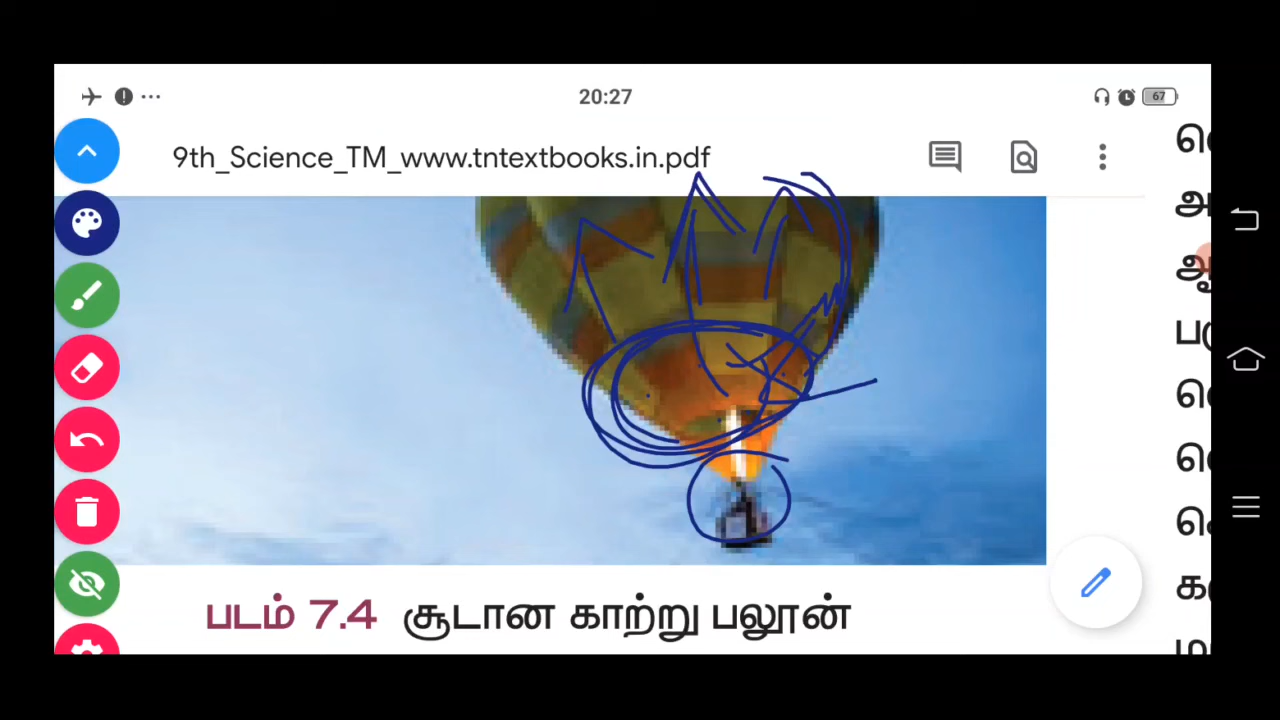 20:27
67
9th_Science_TM_www.tntextbooks.in.pdf
படம் 7.4 சூடான காற்று பலூன்